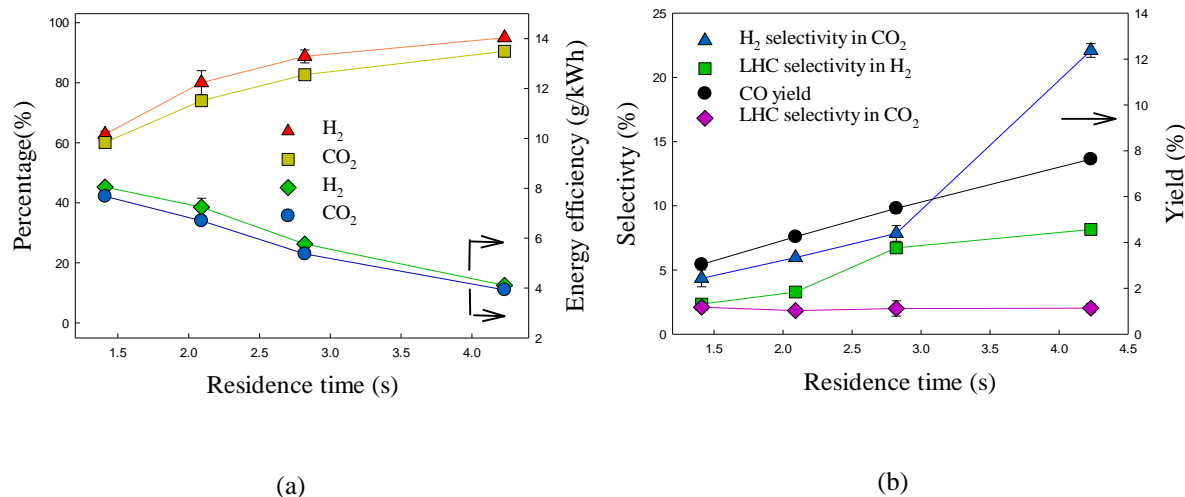 100
80
60
40
20
0
Percentage(%)
H₂
CO₂
H₂
CO₂
14
12
10
8
6
4
2
Energy efficiency (g/kWh)
1.5 2.0 2.5 3.0 3.5 4.0
Residence time (s)
(a)
25
20
15
10
5
0
Selectivty (%)
H₂ selectivity in CO₂
LHC selectivity in H₂
CO yield
LHC selectivty in CO₂
14
12
10
8
6
4
2
0
Yield (%)
1.5 2.0 2.5 3.0 3.5 4.0 4.5
Residence time (s)
(b)